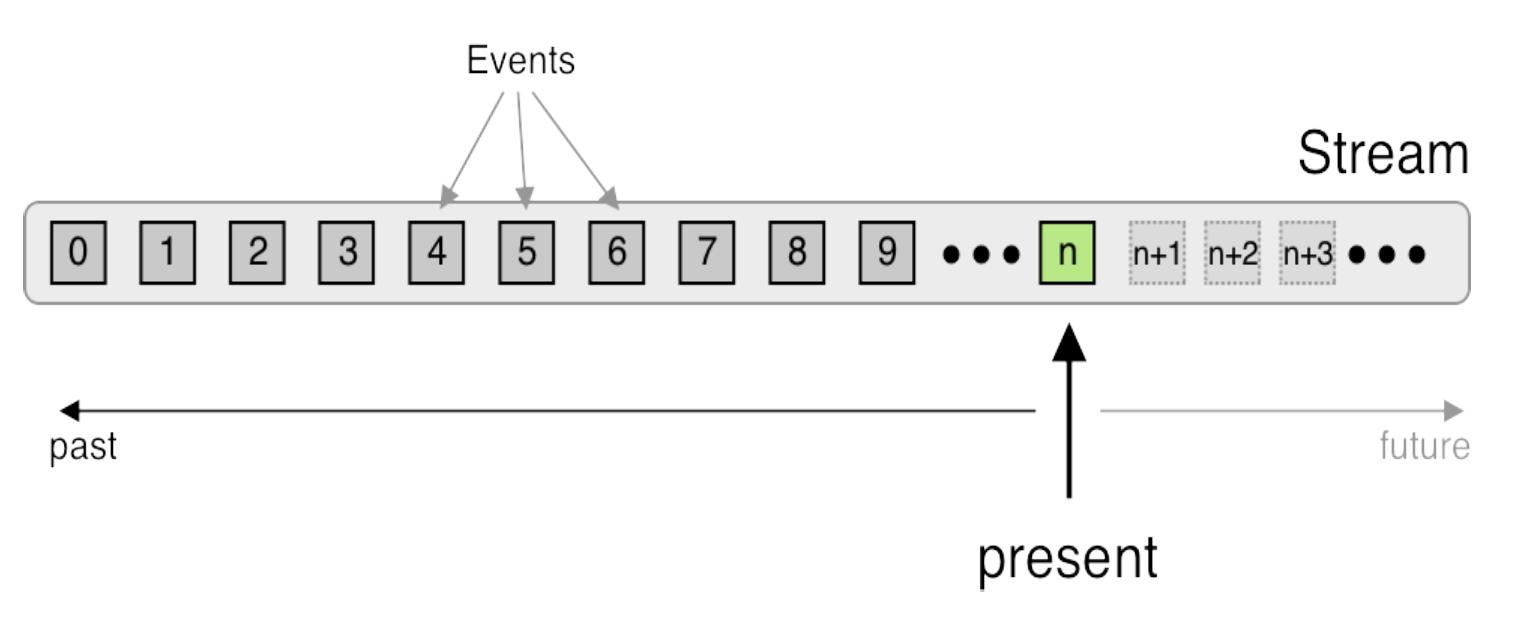 Events
Stream
0 1 2 3 4 5 6 7 8 9 ••• n n+1 n+2 n+3 •••
past
future
present